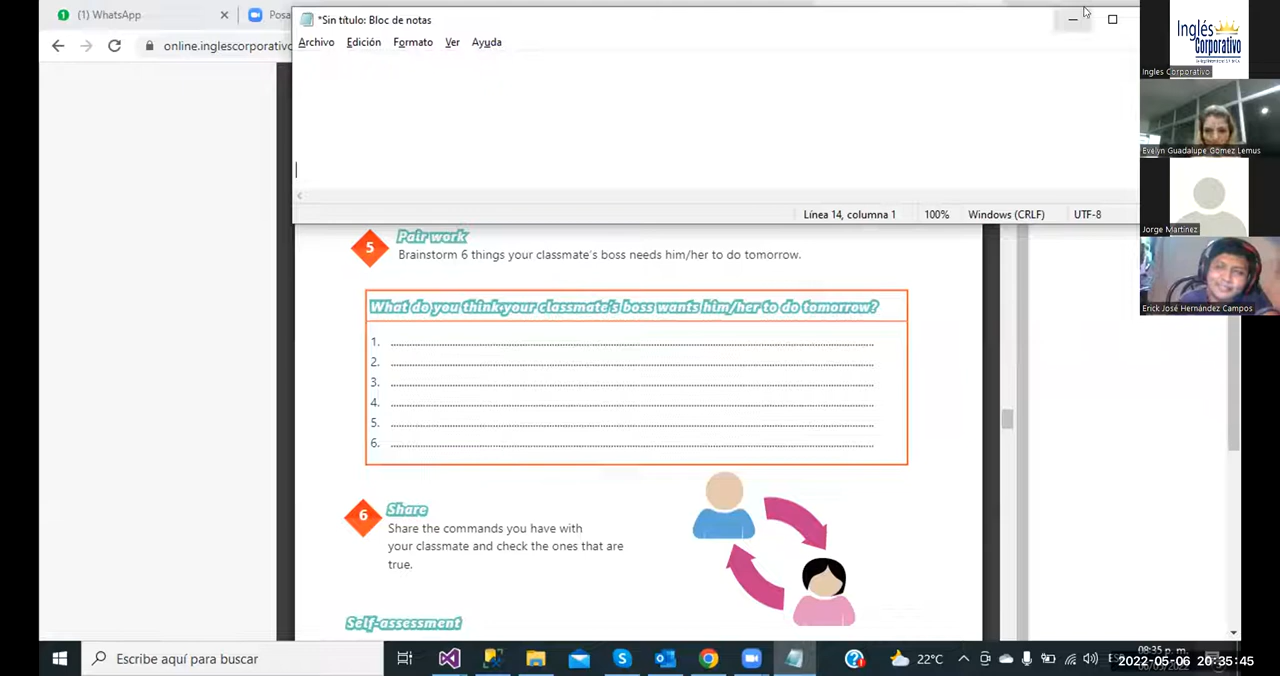 (1) WhatsApp
Posa
*Sin título: Bloc de notas
online.inglescorporativo
Archivo Edición Formato Ver Ayuda
Inglés
Corporativo
Ingles Corporativo
Evelyn Guadalupe Gómez Lemus
Jorge Martinez
Erick José Hernández Campos
Línea 14, columna 1 100% Windows (CRLF) UTF-8
5 Pair work
Brainstorm 6 things your classmate's boss needs him/her to do tomorrow.
What do you think your classmate's boss wants him/her to do tomorrow?
1.
2.
3.
4.
5.
6.
6 Share
Share the commands you have with
your classmate and check the ones that are
true.
Self-assessment
Escribe aquí para buscar
22°C
08:35 p. m.
2022-05-06 20:35:45